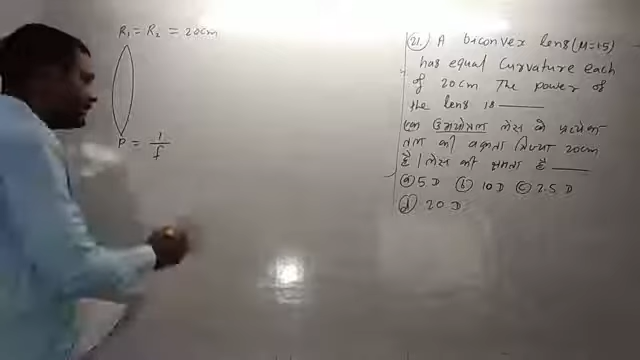 R₁ = R₂ = 20cm
P = 1/f
(21.) A biconvex lens (μ=1.5)
has equal curvature each
of 20cm The power of
the lens is ______
एक उभयोत्तल लेंस के प्रत्येक
तल की वक्रता त्रिज्या 20cm
है। लेंस की क्षमता है ______
(a) 5 D (b) 10 D (c) 2.5 D
(d) 20 D